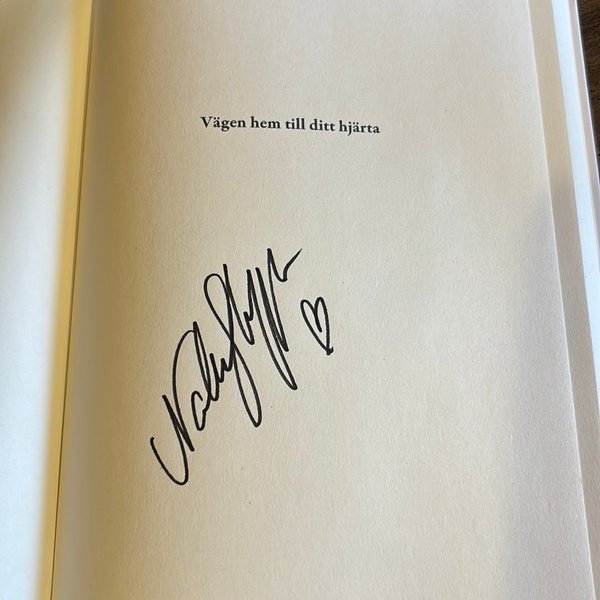 Vägen hem till ditt hjärta